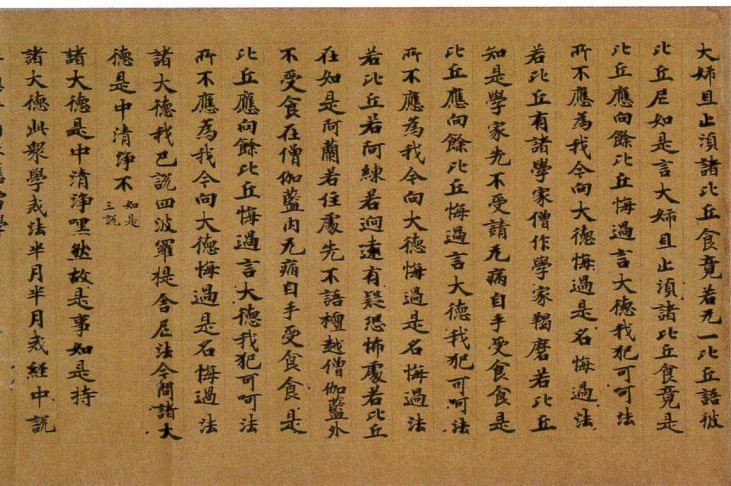 大姉且止湏諸比丘食竟若无一比丘語彼
比丘尼如是言大姉且止湏諸比丘食竟是
比丘應向餘比丘悔過言大德我犯可呵法
所不應為我今向大德悔過是名悔過法
若比丘有諸學家僧作學家羯磨若比丘
知是學家先不受請无病自手受食食是
比丘應向餘比丘悔過言大德我犯可呵法
所不應為我今向大德悔過是名悔過法
若比丘若阿練若迥遠有疑恐怖處若比丘
在如是阿蘭若住處先不語檀越僧伽藍外
不受食在僧伽藍內无病自手受食食是
比丘應向餘比丘悔過言大德我犯可呵法
所不應為我今向大德悔過是名悔過法
諸大德我已說四波羅提舍尼法今問諸大
德是中清淨不如是三說
諸大德是中清淨嘿然故是事如是持
諸大德此衆學戒法半月半月戒經中說